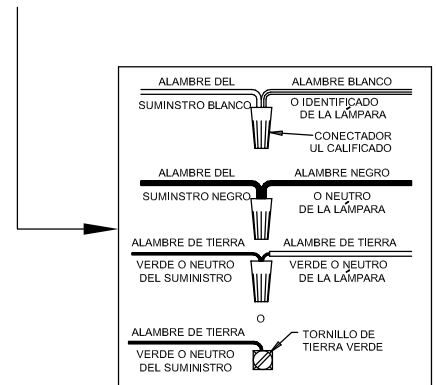 ALAMBRE DEL ALAMBRE BLANCO
SUMINSTRO BLANCO O IDENTIFICADO
DE LA LAMPARA
CONECTADOR
UL CALIFICADO
ALAMBRE DEL ALAMBRE NEGRO
SUMINSTRO NEGRO O NEUTRO
DE LA LÁMPARA
ALAMBRE DE TIERRA ALAMBRE DE TIERRA
VERDE O NEUTRO VERDE O NEUTRO
DEL SUMINISTRO DE LA LÁMPARA
O
ALAMBRE DE TIERRA TORNILLO DE
TIERRA VERDE
VERDE O NEUTRO
DEL SUMINISTRO